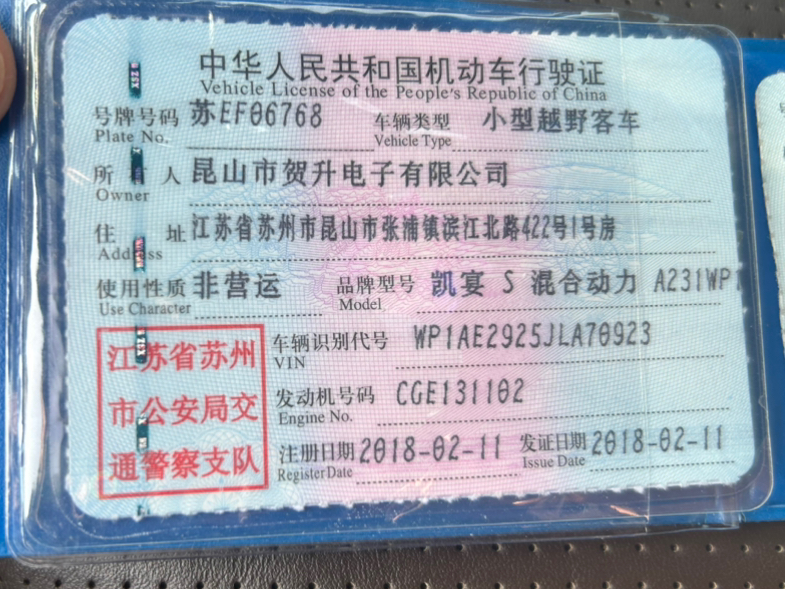 中华人民共和国机动车行驶证
Vehicle License of the People's Republic of China
号牌号码 苏EF06768 车辆类型 小型越野客车
Plate No. Vehicle Type
所 人 昆山市贺升电子有限公司
Owner
住 址 江苏省苏州市昆山市张浦镇滨江北路422号1号房
Address
使用性质 非营运 品牌型号 凯宴 S 混合动力 A231WP1
Use Character Model
江苏省苏州 车辆识别代号 WP1AE2925JLA70923
VIN
市公安局交 发动机号码 CGE131102
Engine No.
通警察支队 注册日期 2018-02-11 发证日期 2018-02-11
Register Date Issue Date